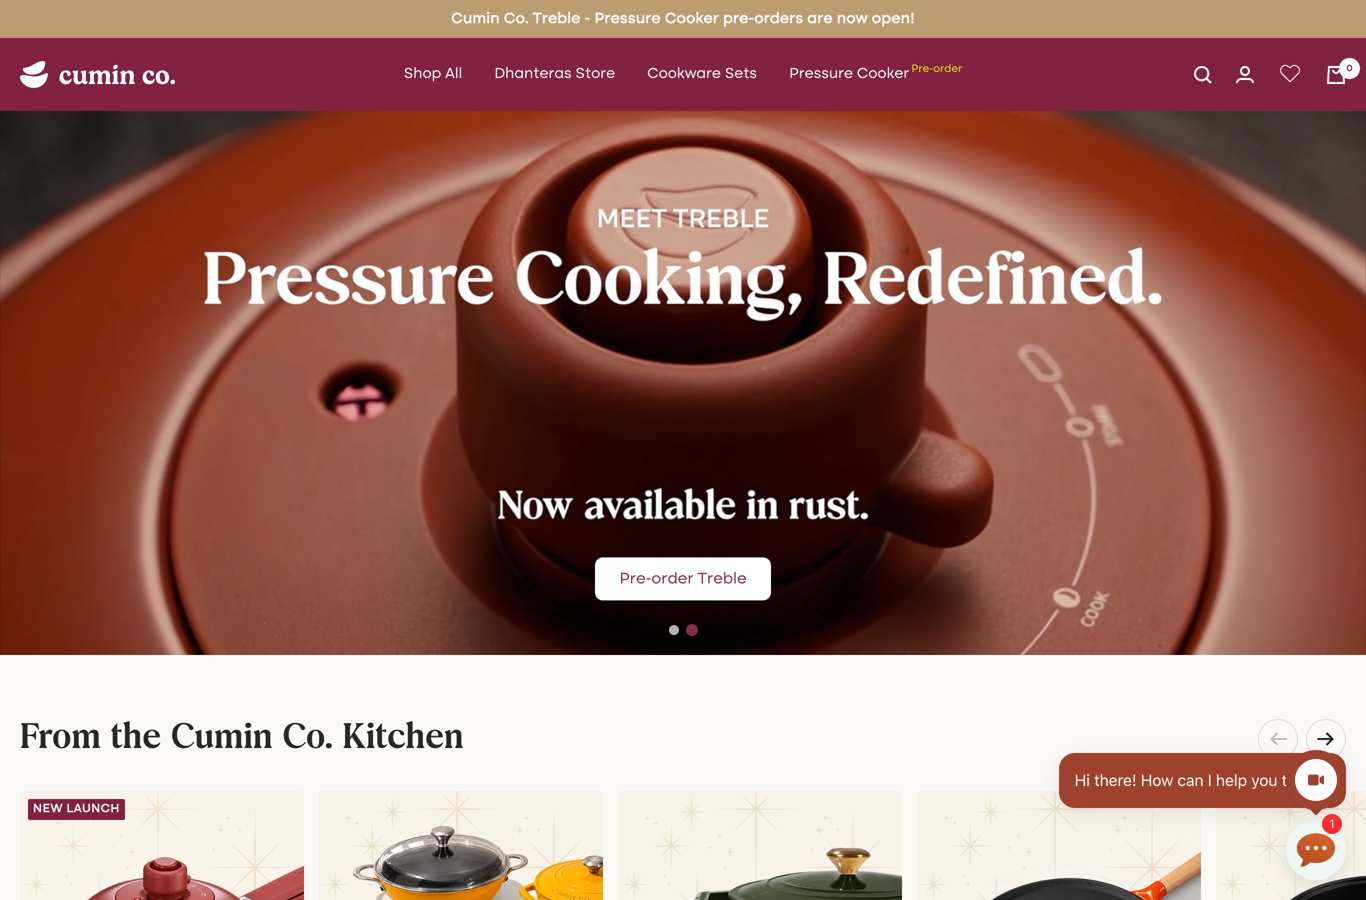 Cumin Co. Treble - Pressure Cooker pre-orders are now open!
cumin co.
Shop All
Dhanteras Store
Cookware Sets
Pressure Cooker Pre-order
0
MEET TREBLE
Pressure Cooking, Redefined.
COOK
Now available in rust.
Pre-order Treble
From the Cumin Co. Kitchen
Hi there! How can I help you t
NEW LAUNCH
1